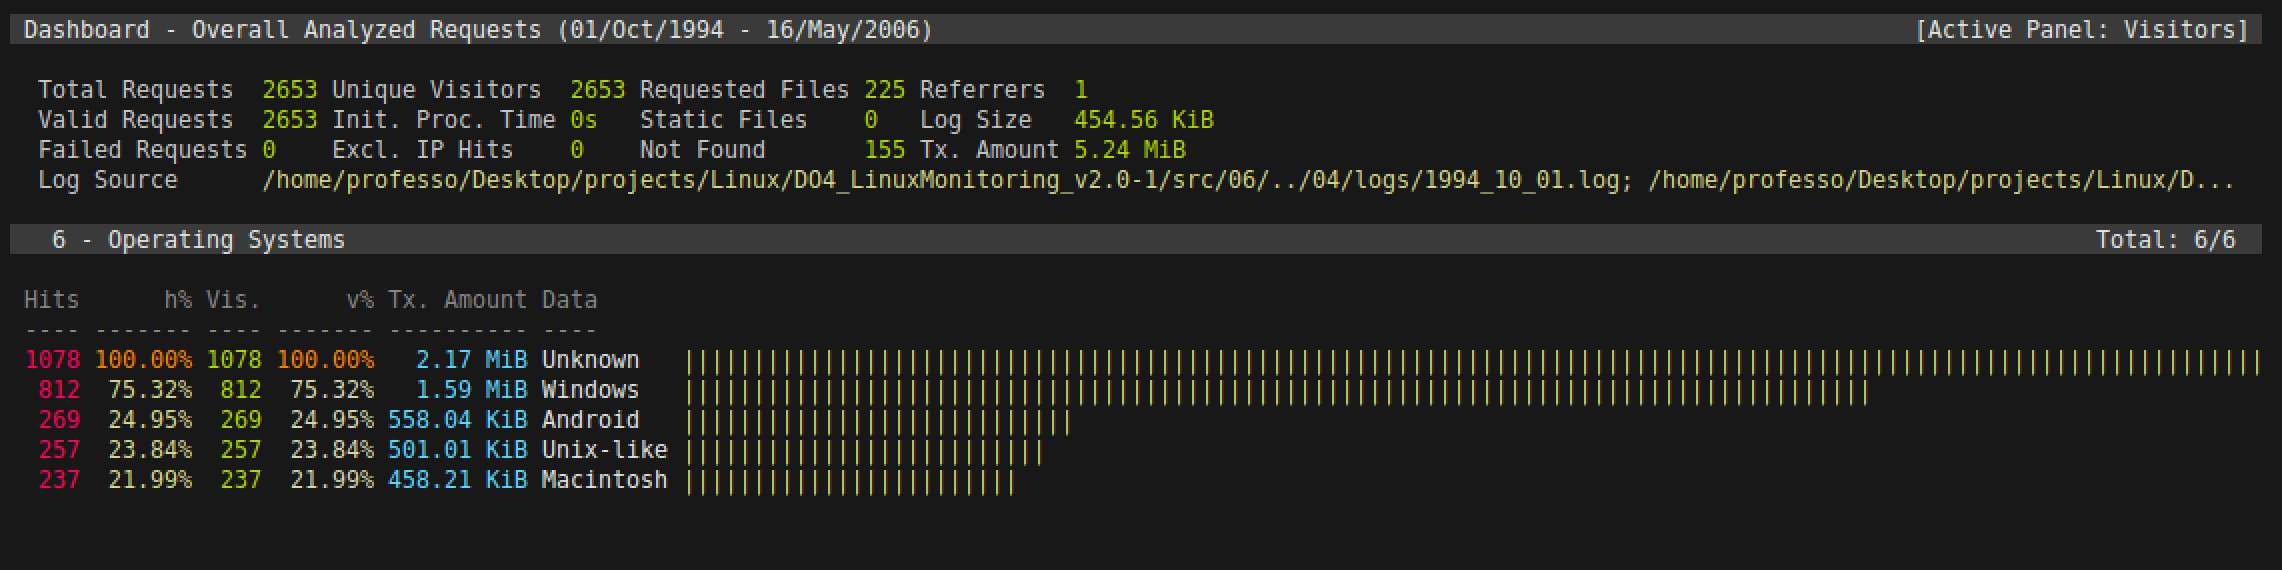 Dashboard - Overall Analyzed Requests (01/Oct/1994 - 16/May/2006) [Active Panel: Visitors]
Total Requests 2653 Unique Visitors 2653 Requested Files 225 Referrers 1
Valid Requests 2653 Init. Proc. Time 0s Static Files 0 Log Size 454.56 KiB
Failed Requests 0 Excl. IP Hits 0 Not Found 155 Tx. Amount 5.24 MiB
Log Source /home/professo/Desktop/projects/Linux/DO4_LinuxMonitoring_v2.0-1/src/06/../04/logs/1994_10_01.log; /home/professo/Desktop/projects/Linux/D...
6 - Operating Systems Total: 6/6
Hits h% Vis. v% Tx. Amount Data
---- ------- ---- ------- ---------- ----
1078 100.00% 1078 100.00% 2.17 MiB Unknown
812 75.32% 812 75.32% 1.59 MiB Windows
269 24.95% 269 24.95% 558.04 KiB Android
257 23.84% 257 23.84% 501.01 KiB Unix-like
237 21.99% 237 21.99% 458.21 KiB Macintosh